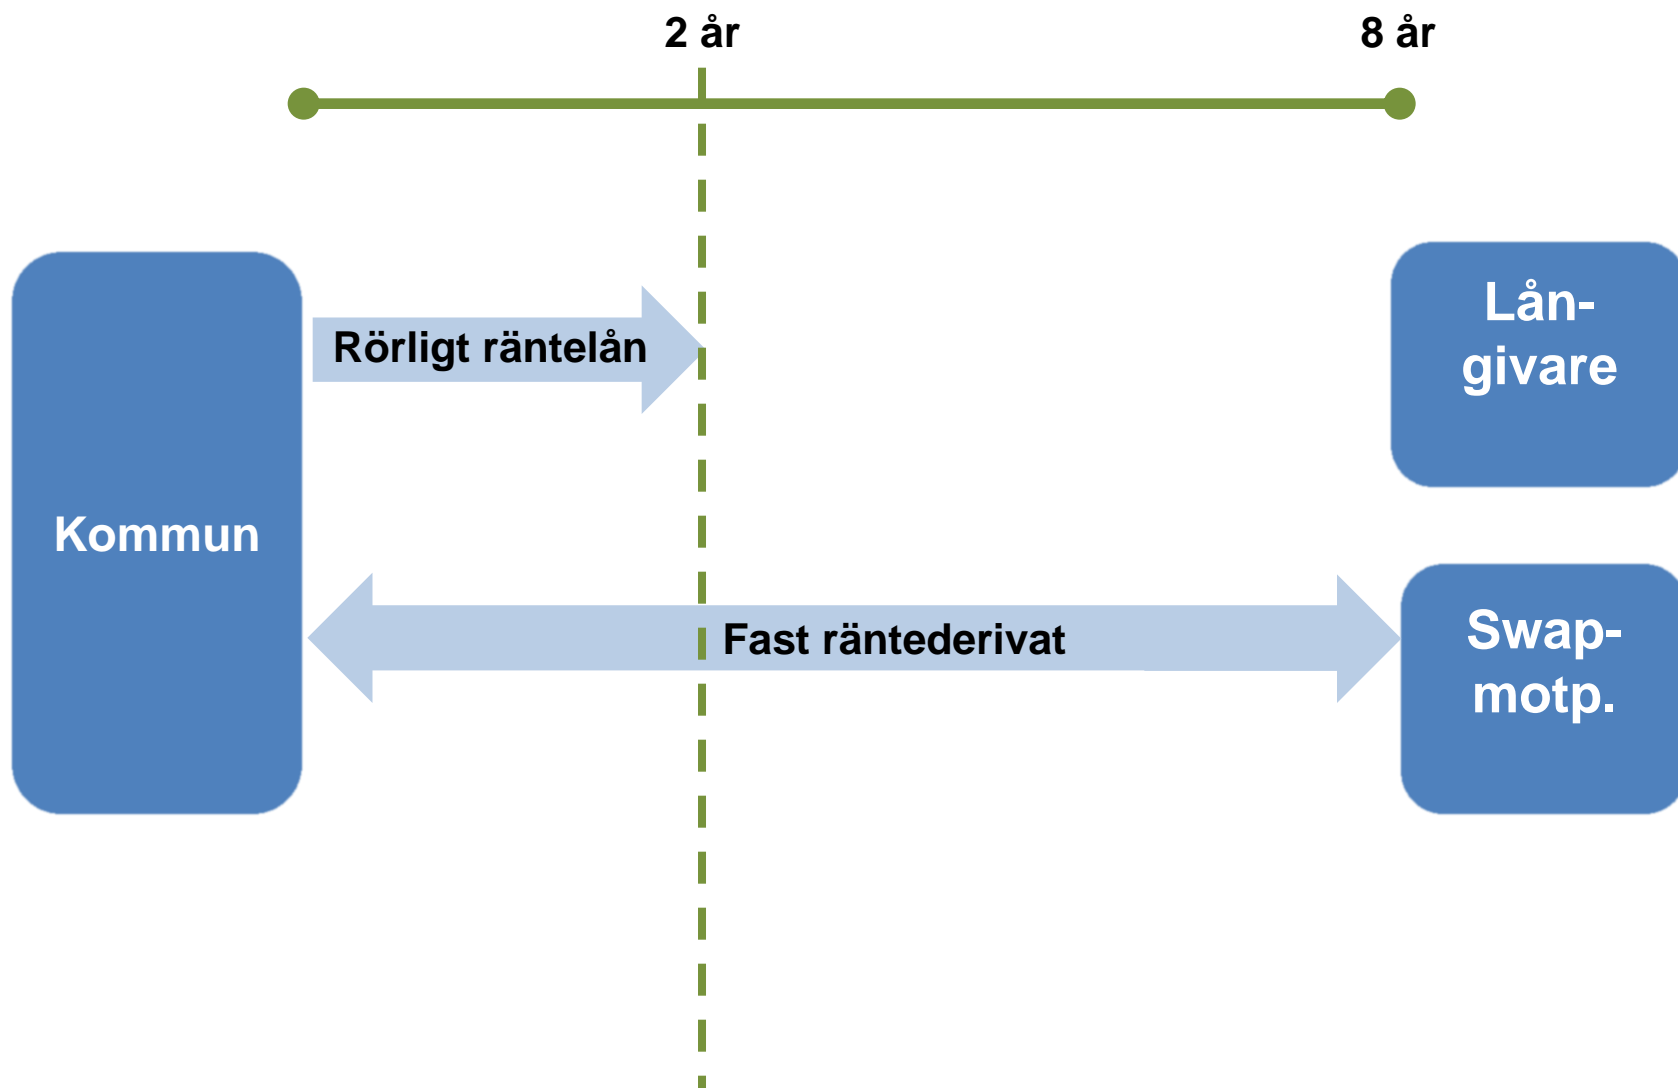 2 år
8 år
Rörligt räntelån
Lån-
givare
Kommun
Fast räntederivat
Swap-
motp.